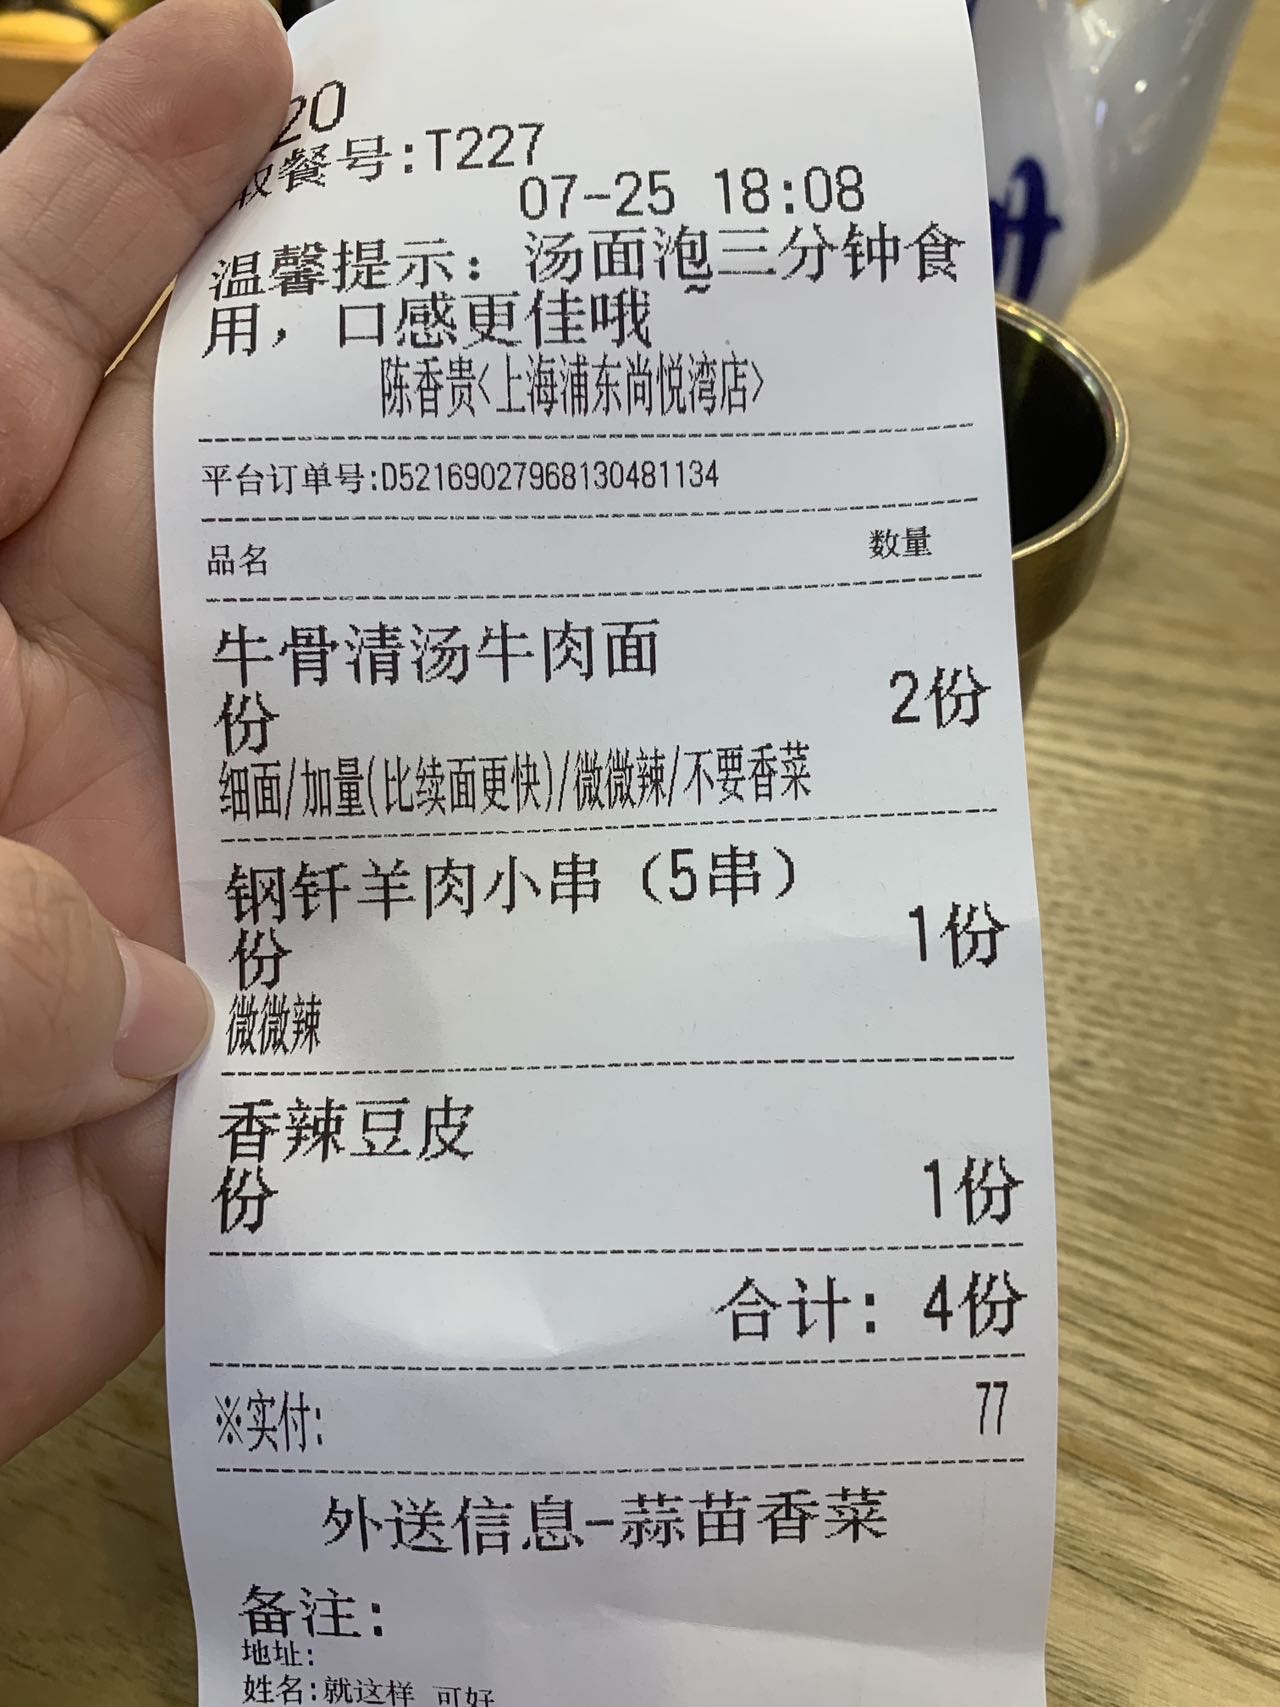 20
取餐号:T227
07-25 18:08
温馨提示：汤面泡三分钟食
用，口感更佳哦~
陈香贵<上海浦东尚悦湾店>
平台订单号:D52169027968130481134
品名 数量
牛骨清汤牛肉面
份 2份
细面/加量(比续面更快)/微微辣/不要香菜
钢钎羊肉小串（5串）
份 1份
微微辣
香辣豆皮
份 1份
合计：4份
※实付: 77
外送信息-蒜苗香菜
备注:
地址:
姓名:就这样 可好